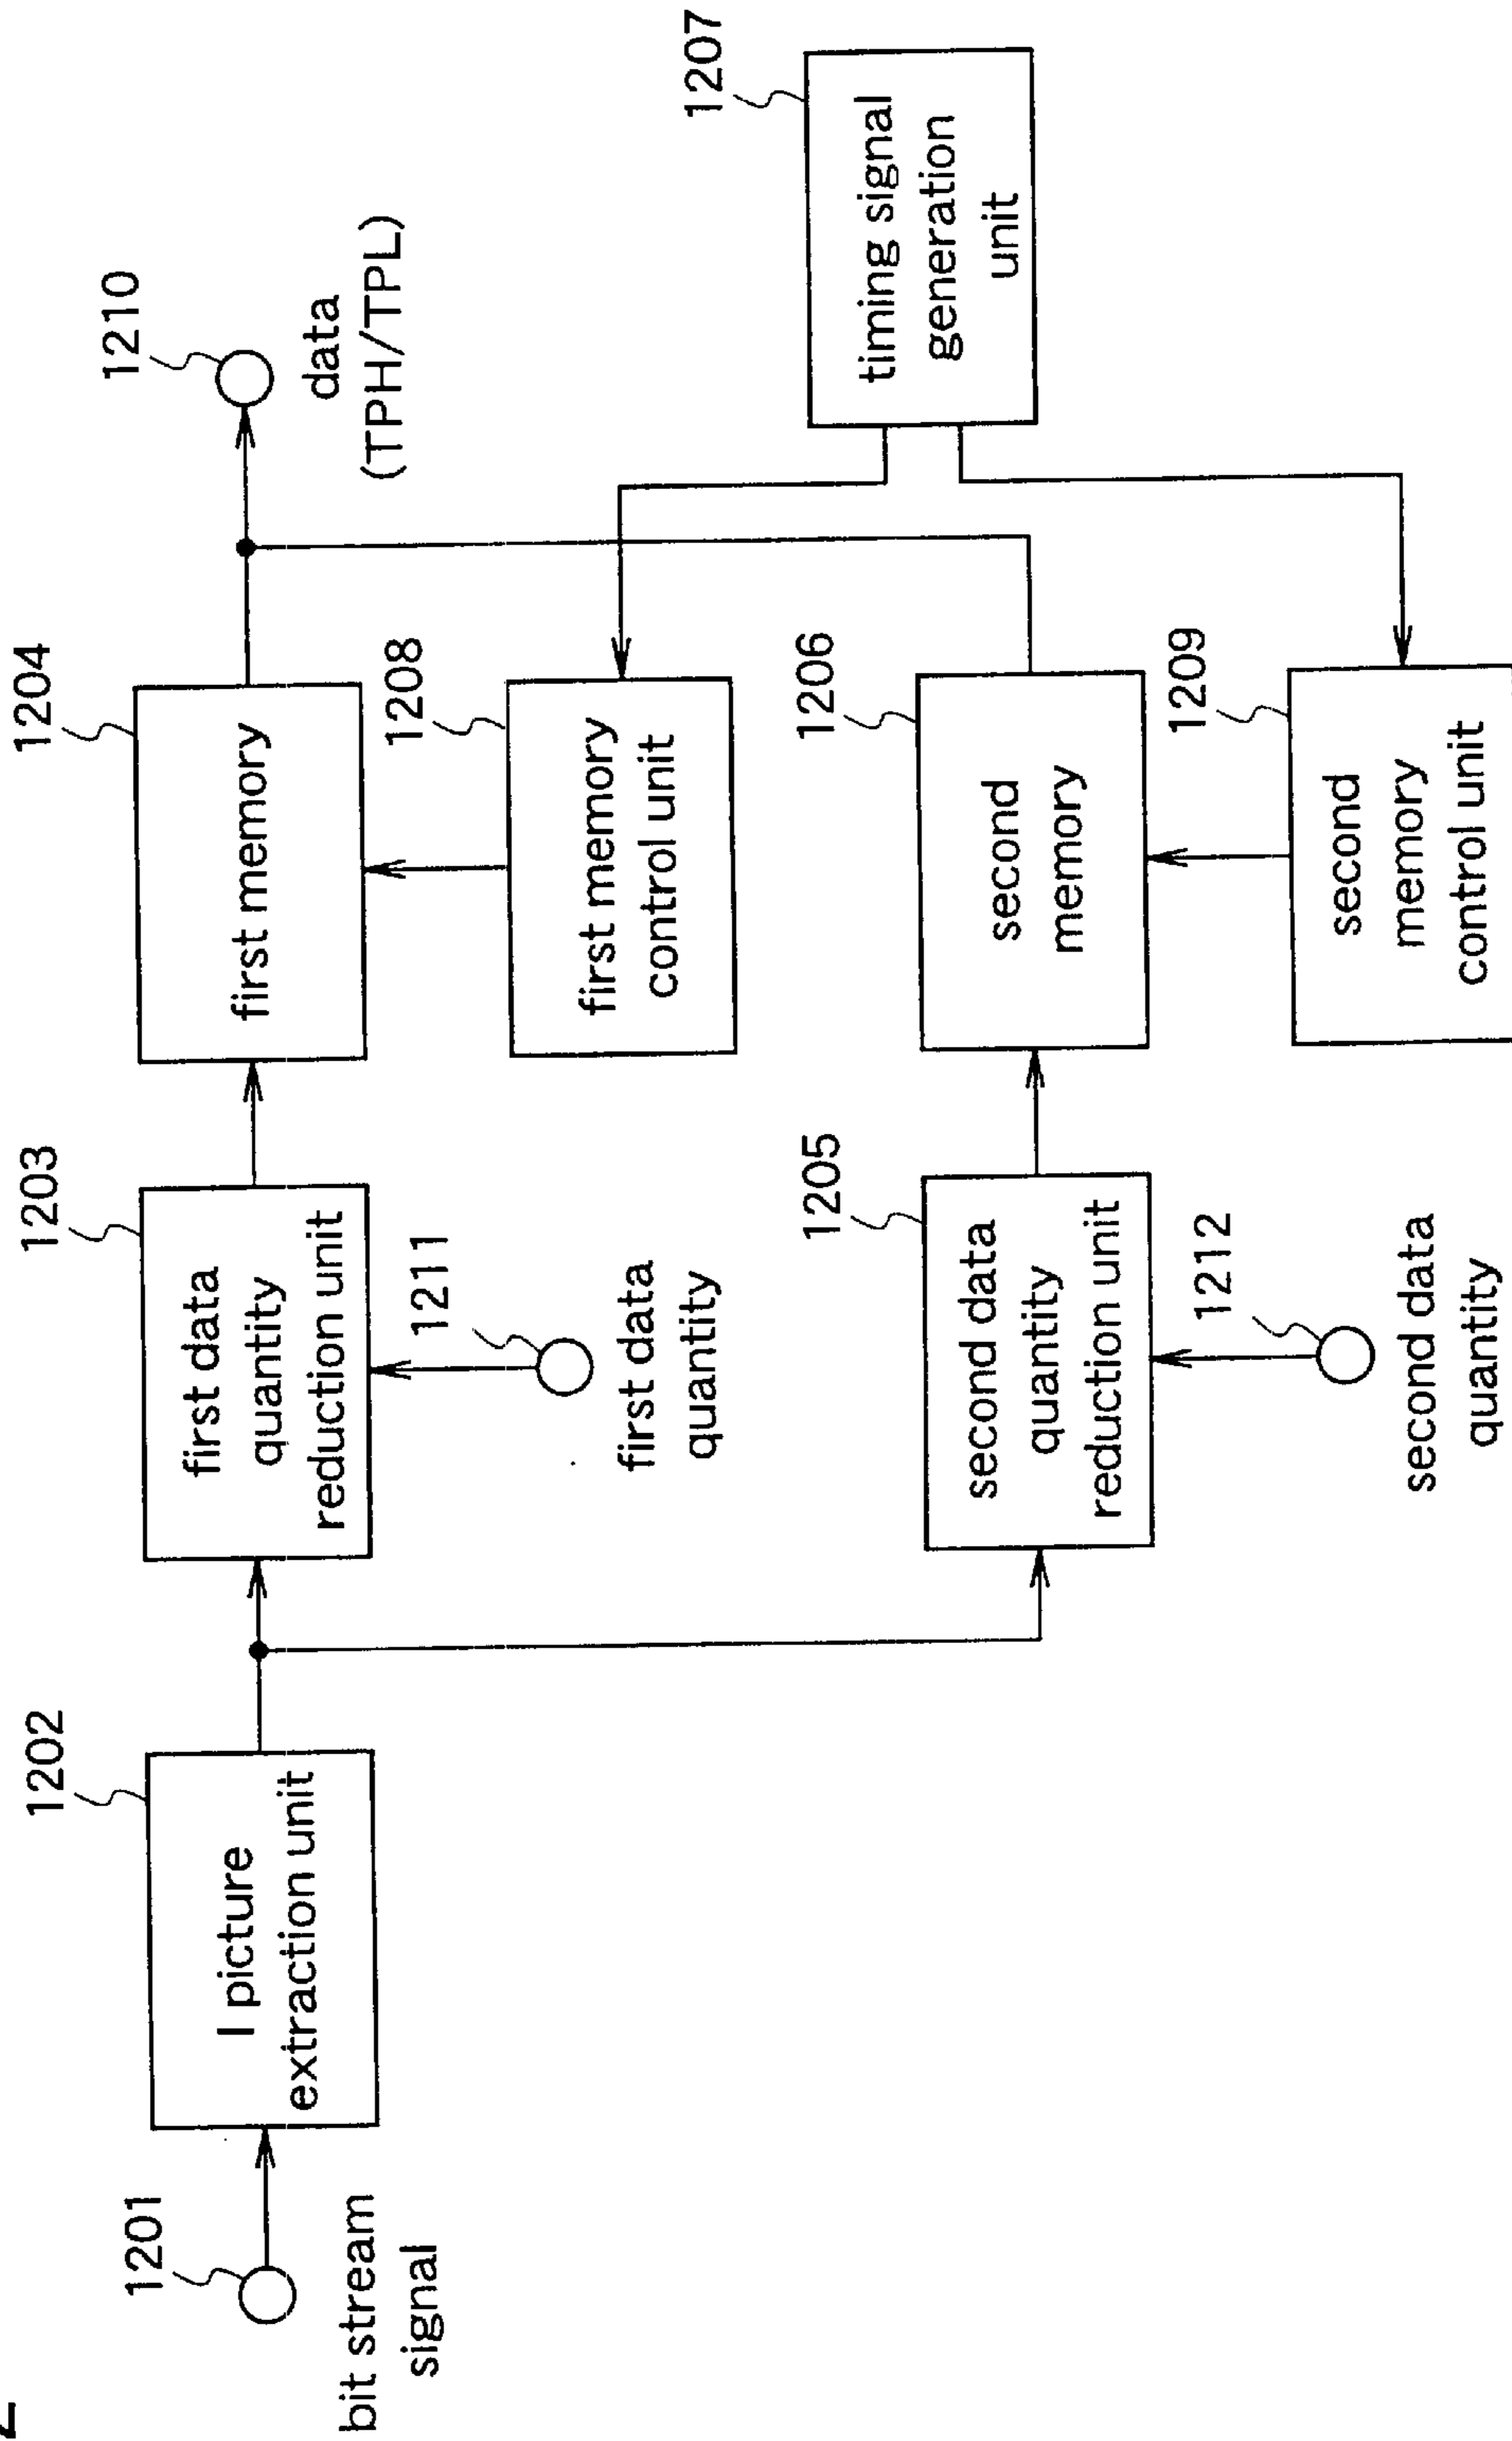 1201
bit stream
signal
1202
I picture
extraction unit
1203
first data
quantity
reduction unit
1211
first data
quantity
1204
first memory
1208
first memory
control unit
1210
data
(TPH/TPL)
1205
second data
quantity
reduction unit
1212
second data
quantity
1206
second
memory
1209
second
memory
control unit
1207
timing signal
generation
unit